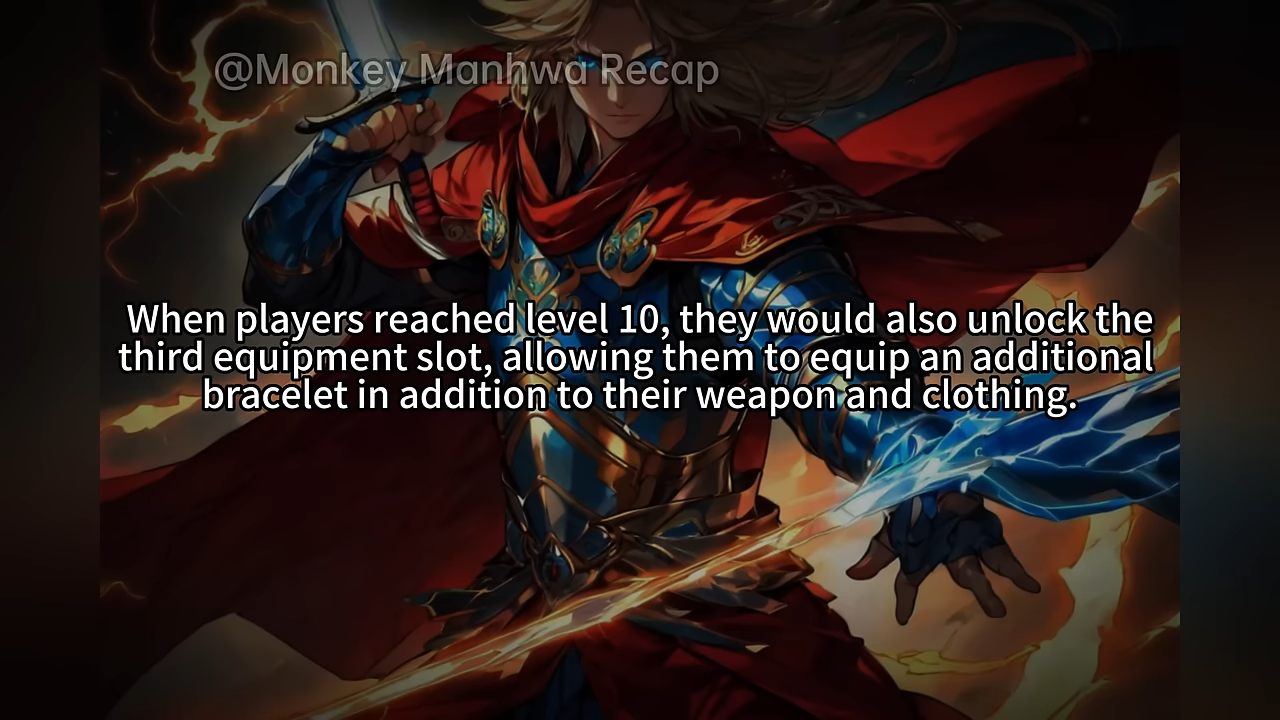 @Monkey Manhwa Recap
When players reached level 10, they would also unlock the
third equipment slot, allowing them to equip an additional
bracelet in addition to their weapon and clothing.